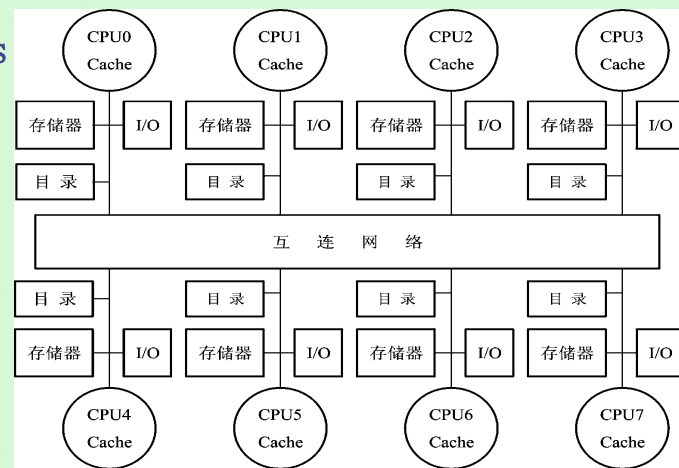 s
CPU0 CPU1 CPU2 CPU3
Cache Cache Cache Cache
存储器 I/O 存储器 I/O 存储器 I/O 存储器 I/O
目 录 目 录 目 录 目 录
互 连 网 络
目 录 目 录 目 录 目 录
存储器 I/O 存储器 I/O 存储器 I/O 存储器 I/O
CPU4 CPU5 CPU6 CPU7
Cache Cache Cache Cache